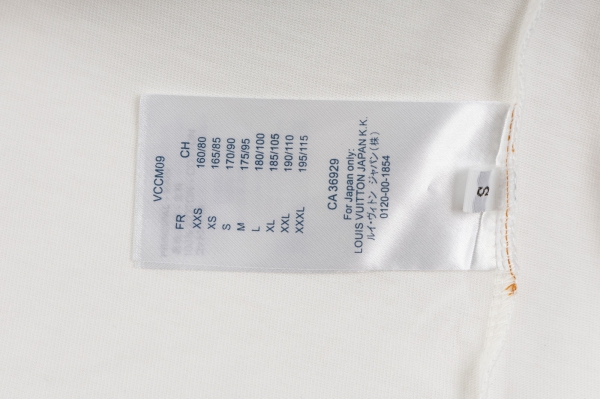 VCCM09
FR CH
XXS 160/80
XS 165/85
S 170/90
M 175/95
L 180/100
XL 185/105
XXL 190/110
XXXL 195/115
CA 36929
For Japan only:
LOUIS VUITTON JAPAN K.K.
ルイ・ヴィトン ジャパン(株)
0120-00-1854
S